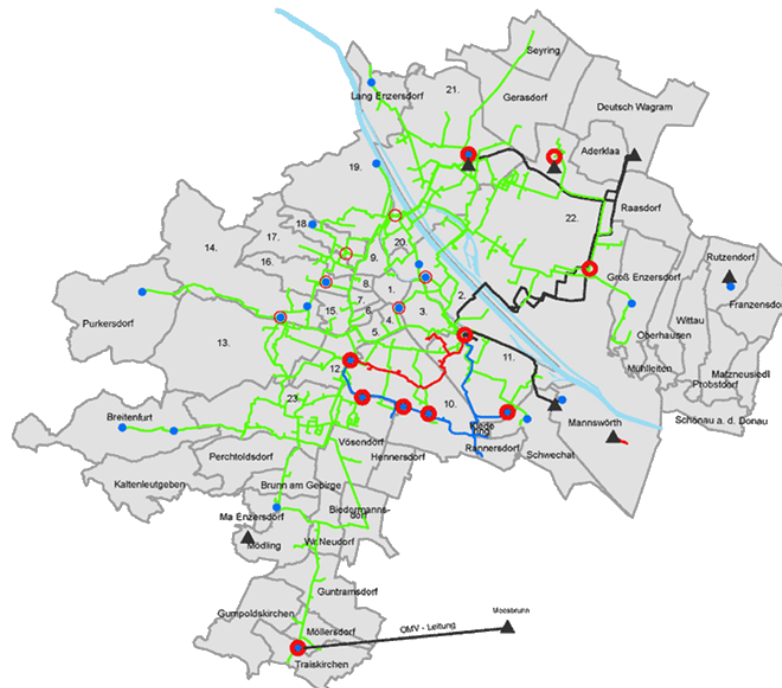 Seyring
21.
Lang Enzersdorf
Gerasdorf
Deutsch Wagram
Aderklaa
19.
Raasdorf
18.
22.
17.
14.
20.
9.
16.
Rutzendorf
Groß Enzersdorf
8.
1.
2.
Franzensdorf
7.
15.
6.
3.
Purkersdorf
4.
Wittau
5.
Oberhausen
13.
11.
12.
Mühlleiten
Matzneusiedl
Probstdorf
23
10.
Breitenfurt
Schönau a. d. Donau
Mannswörth
Klede
ring
Vösendorf
Rannersdorf
Perchtoldsdorf
Hennersdorf
Schwechat
Kaltenleutgeben
Brunn am Gebirge
Biedermanns-
dorf
Ma Enzersdorf
Mödling
Wr.Neudorf
Guntramsdorf
Gumpoldskirchen
Moosbrunn
OMV - Leitung
Möllersdorf
Traiskirchen